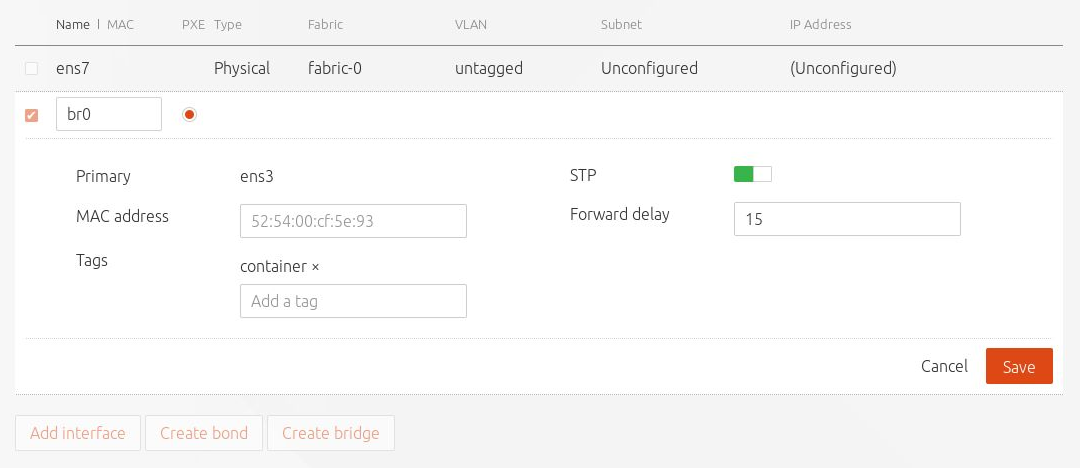 Name | MAC PXE Type Fabric VLAN Subnet IP Address
ens7 Physical fabric-0 untagged Unconfigured (Unconfigured)
br0
Primary ens3 STP
MAC address 52:54:00:cf:5e:93 Forward delay 15
Tags container ×
Add a tag
Cancel Save
Add interface Create bond Create bridge